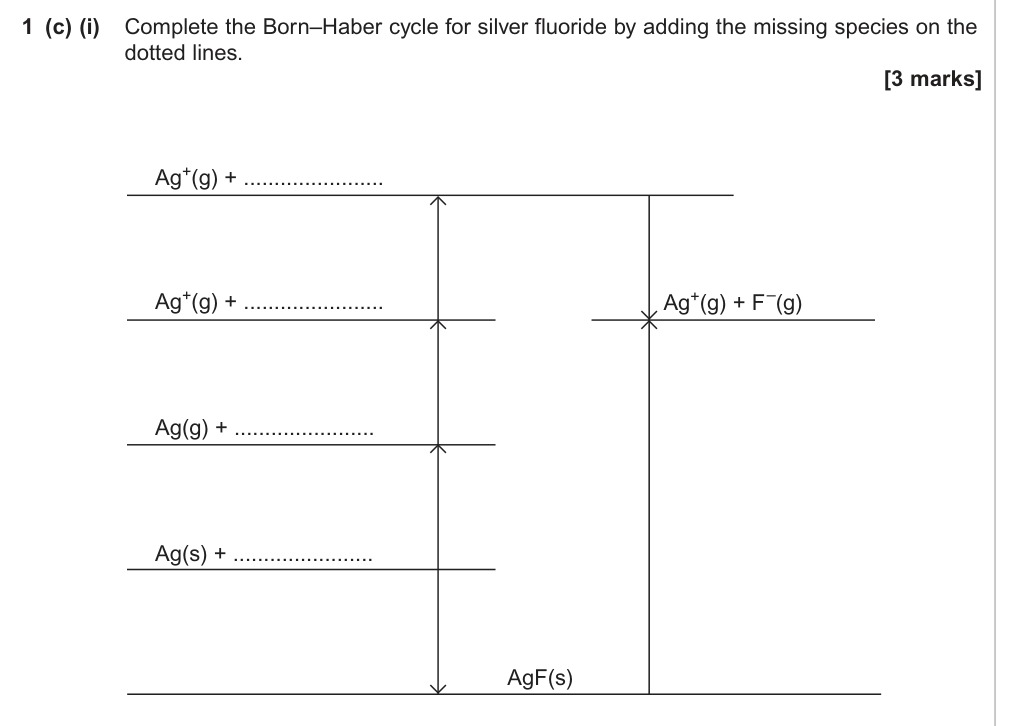 1 (c) (i) Complete the Born–Haber cycle for silver fluoride by adding the missing species on the
dotted lines.
[3 marks]
Ag⁺(g) + .......................
Ag⁺(g) + .......................
Ag⁺(g) + F⁻(g)
Ag(g) + .......................
Ag(s) + .......................
AgF(s)